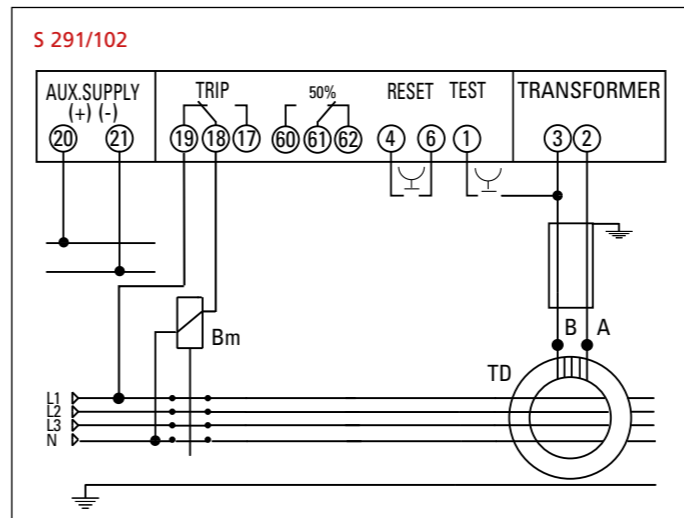 S 291/102
AUX.SUPPLY TRIP 50% RESET TEST TRANSFORMER
(+) (-)
20 21 19 18 17 60 61 62 4 6 1 3 2
Bm
B A
TD
L1
L2
L3
N